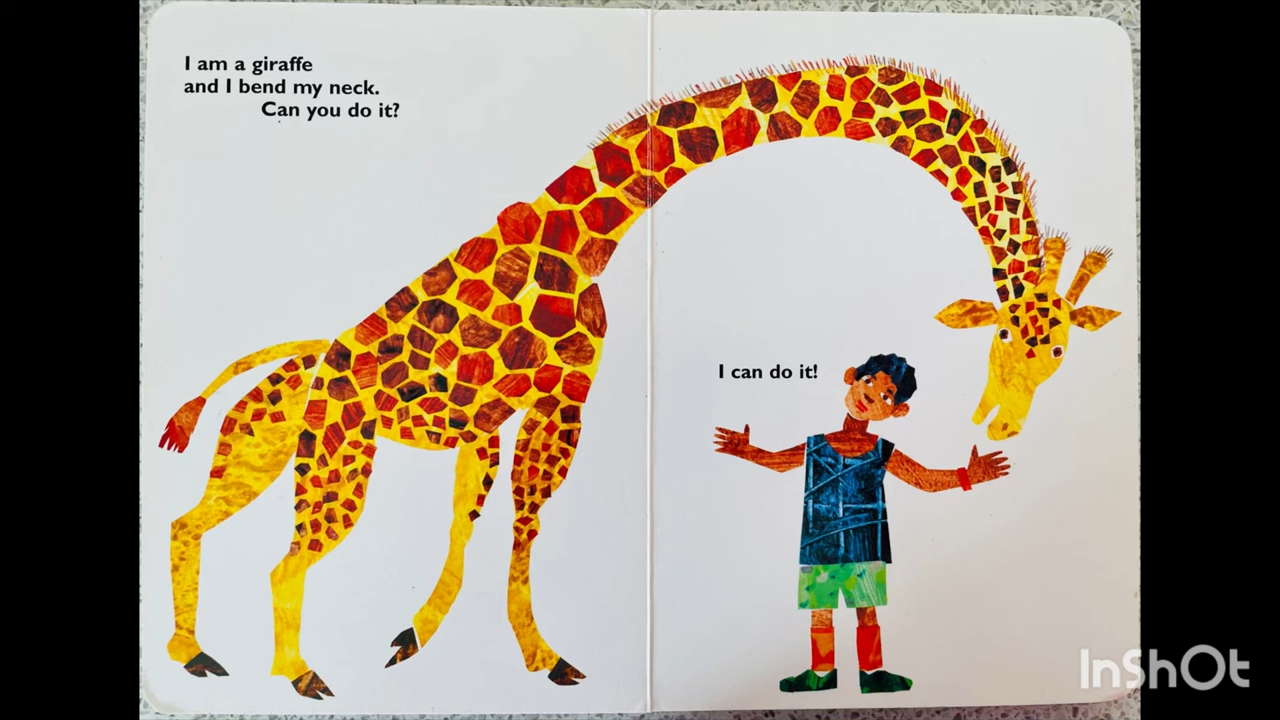 I am a giraffe
and I bend my neck.
Can you do it?
I can do it!
InShOt